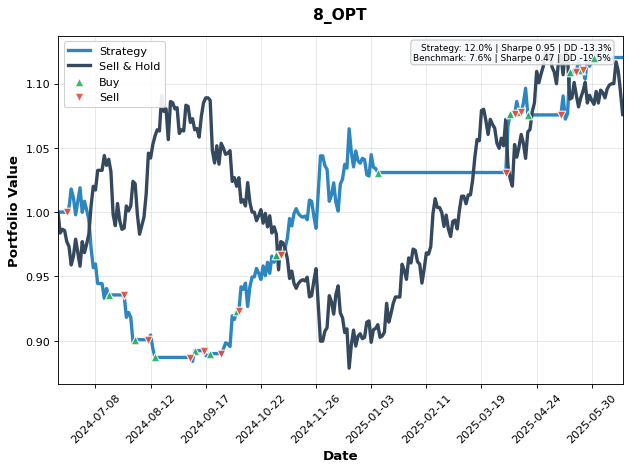 8_OPT
Strategy
Sell & Hold
Buy
Sell
Strategy: 12.0% | Sharpe 0.95 | DD -13.3%
Benchmark: 7.6% | Sharpe 0.47 | DD -19.5%
Portfolio Value
1.10
1.05
1.00
0.95
0.90
2024-07-08
2024-08-12
2024-09-17
2024-10-22
2024-11-26
2025-01-03
2025-02-11
2025-03-19
2025-04-24
2025-05-30
Date